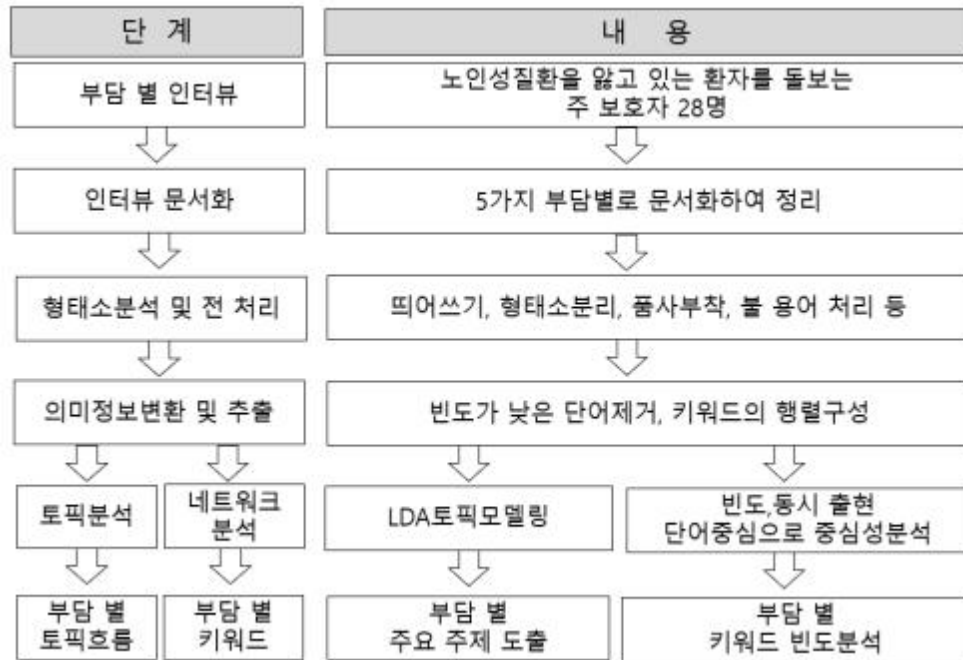 단 계
내 용
부담 별 인터뷰
노인성질환을 앓고 있는 환자를 돌보는
주 보호자 28명
인터뷰 문서화
5가지 부담별로 문서화하여 정리
형태소분석 및 전 처리
띄어쓰기, 형태소분리, 품사부착, 불 용어 처리 등
의미정보변환 및 추출
빈도가 낮은 단어제거, 키워드의 행렬구성
토픽분석
네트워크
분석
LDA토픽모델링
빈도,동시 출현
단어중심으로 중심성분석
부담 별
토픽흐름
부담 별
키워드
부담 별
주요 주제 도출
부담 별
키워드 빈도분석